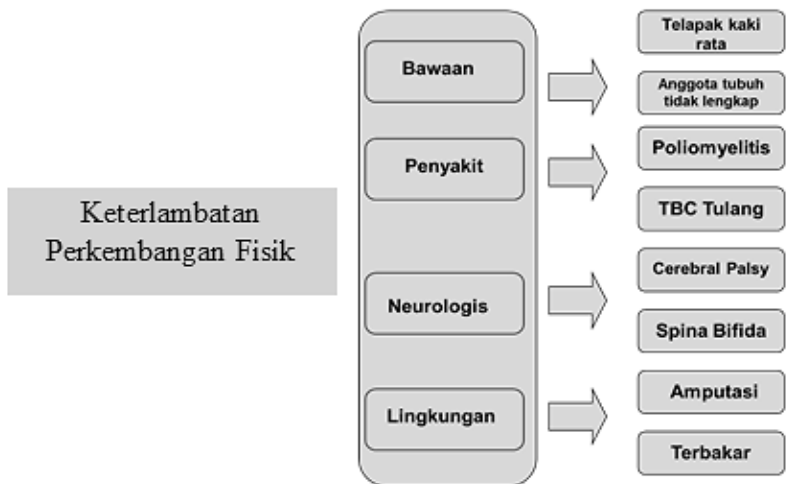 Keterlambatan
Perkembangan Fisik
Bawaan
Telapak kaki
rata
Anggota tubuh
tidak lengkap
Penyakit
Poliomyelitis
TBC Tulang
Neurologis
Cerebral Palsy
Spina Bifida
Lingkungan
Amputasi
Terbakar